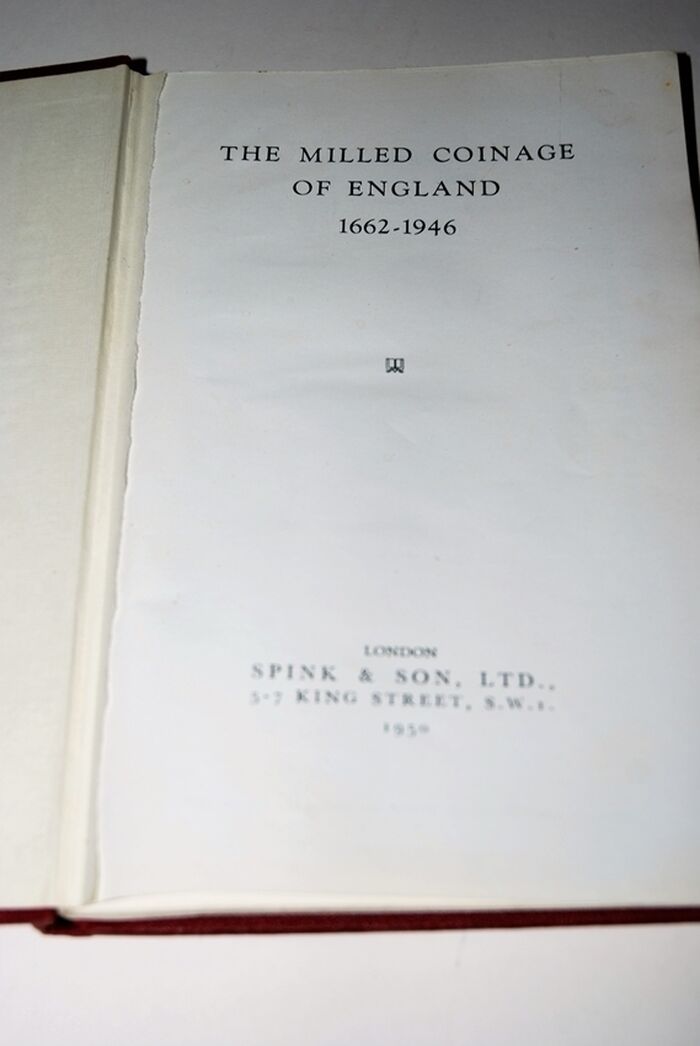 THE MILLED COINAGE
OF ENGLAND
1662-1946
LONDON
SPINK & SON, LTD.,
5-7 KING STREET, S.W.1.
1950